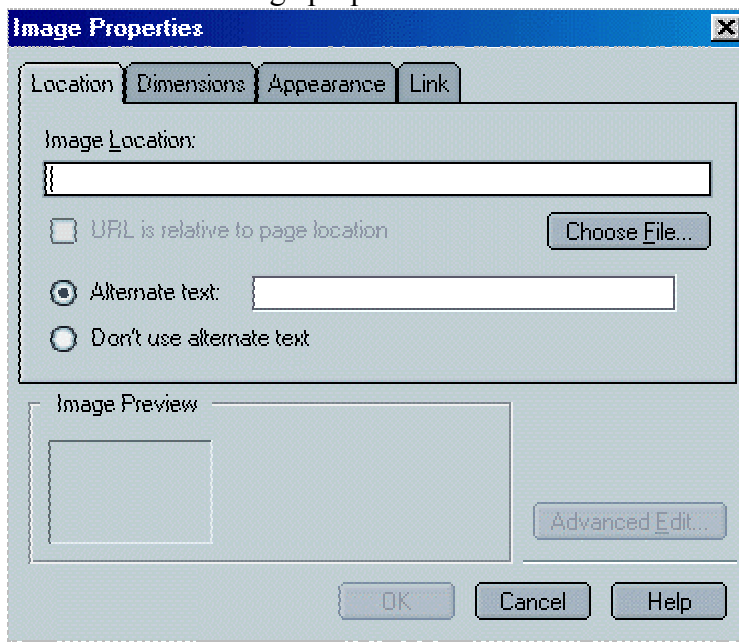 Image Properties
Location Dimensions Appearance Link
Image Location:
URL is relative to page location Choose File...
Alternate text:
Don't use alternate text
Image Preview
Advanced Edit...
OK Cancel Help